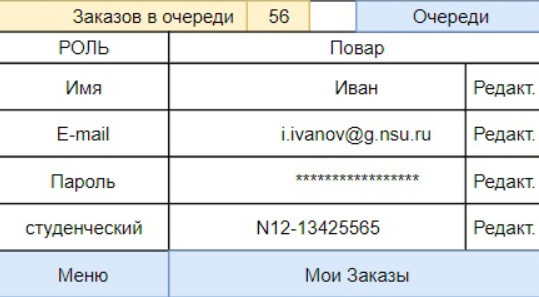 Заказов в очереди 56 Очереди
РОЛЬ Повар
Имя Иван Редакт.
E-mail i.ivanov@g.nsu.ru Редакт.
Пароль ***************** Редакт.
студенческий N12-13425565 Редакт.
Меню Мои Заказы